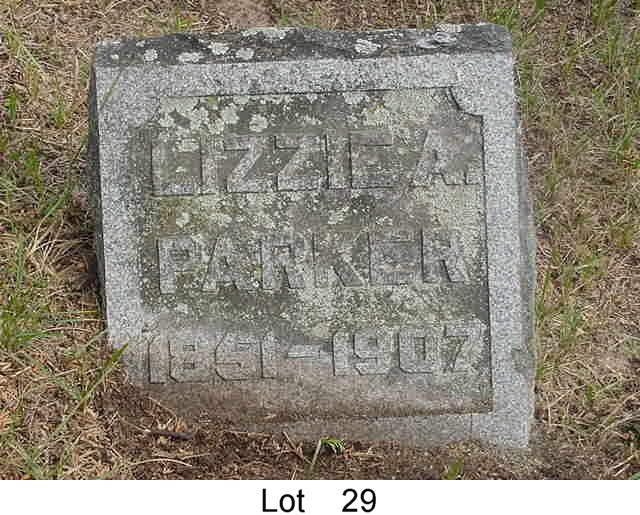 LIZZIE A.
PARKER
1851-1907
Lot 29